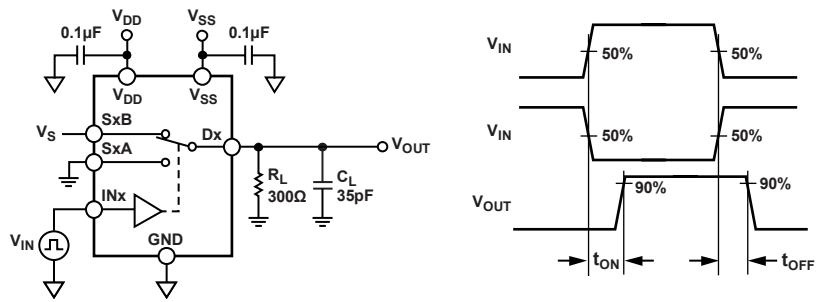 VDD
VSS
0.1µF
0.1µF
VDD
VSS
VS
SxB
Dx
VOUT
SxA
RL
300Ω
CL
35pF
INx
VIN
GND
VIN
50%
50%
VIN
50%
50%
VOUT
90%
90%
tON
tOFF